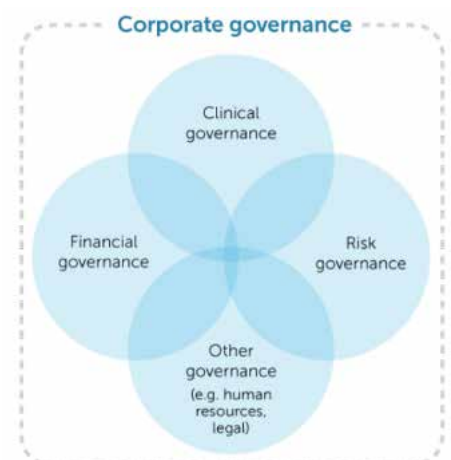 Corporate governance
Clinical
governance
Financial
governance
Risk
governance
Other
governance
(e.g. human
resources,
legal)